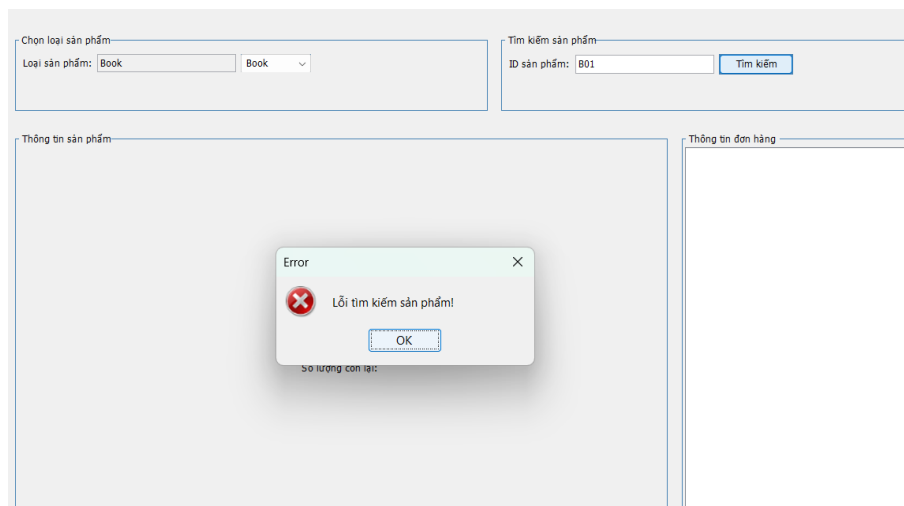 Chọn loại sản phẩm
Loại sản phẩm: Book Book
Tìm kiếm sản phẩm
ID sản phẩm: B01 Tìm kiếm
Thông tin sản phẩm
Thông tin đơn hàng
Error
Lỗi tìm kiếm sản phẩm!
OK
Số lượng còn lại: